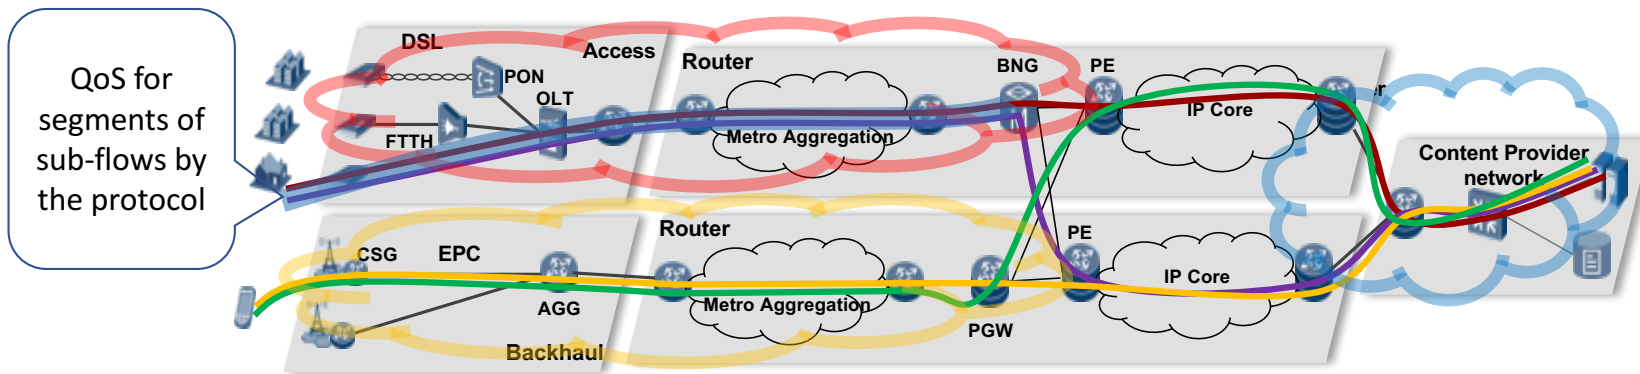 QoS for
segments of
sub-flows by
the protocol
DSL
Access
PON
OLT
FTTH
Router
BNG
PE
Metro Aggregation
IP Core
Content Provider
network
CSG
EPC
AGG
Backhaul
Router
Metro Aggregation
PGW
PE
IP Core